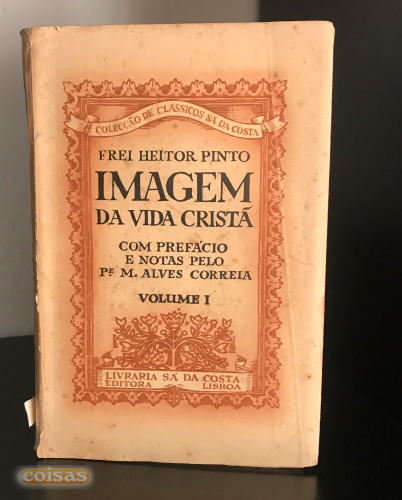 COLECÇÃO DE CLÁSSICOS SÁ DA COSTA
FREI HEITOR PINTO
IMAGEM
DA VIDA CRISTÃ
COM PREFÁCIO
E NOTAS PELO
Pᴱ M. ALVES CORREIA
VOLUME I
LIVRARIA SÁ DA COSTA
EDITORA LISBOA
coisas